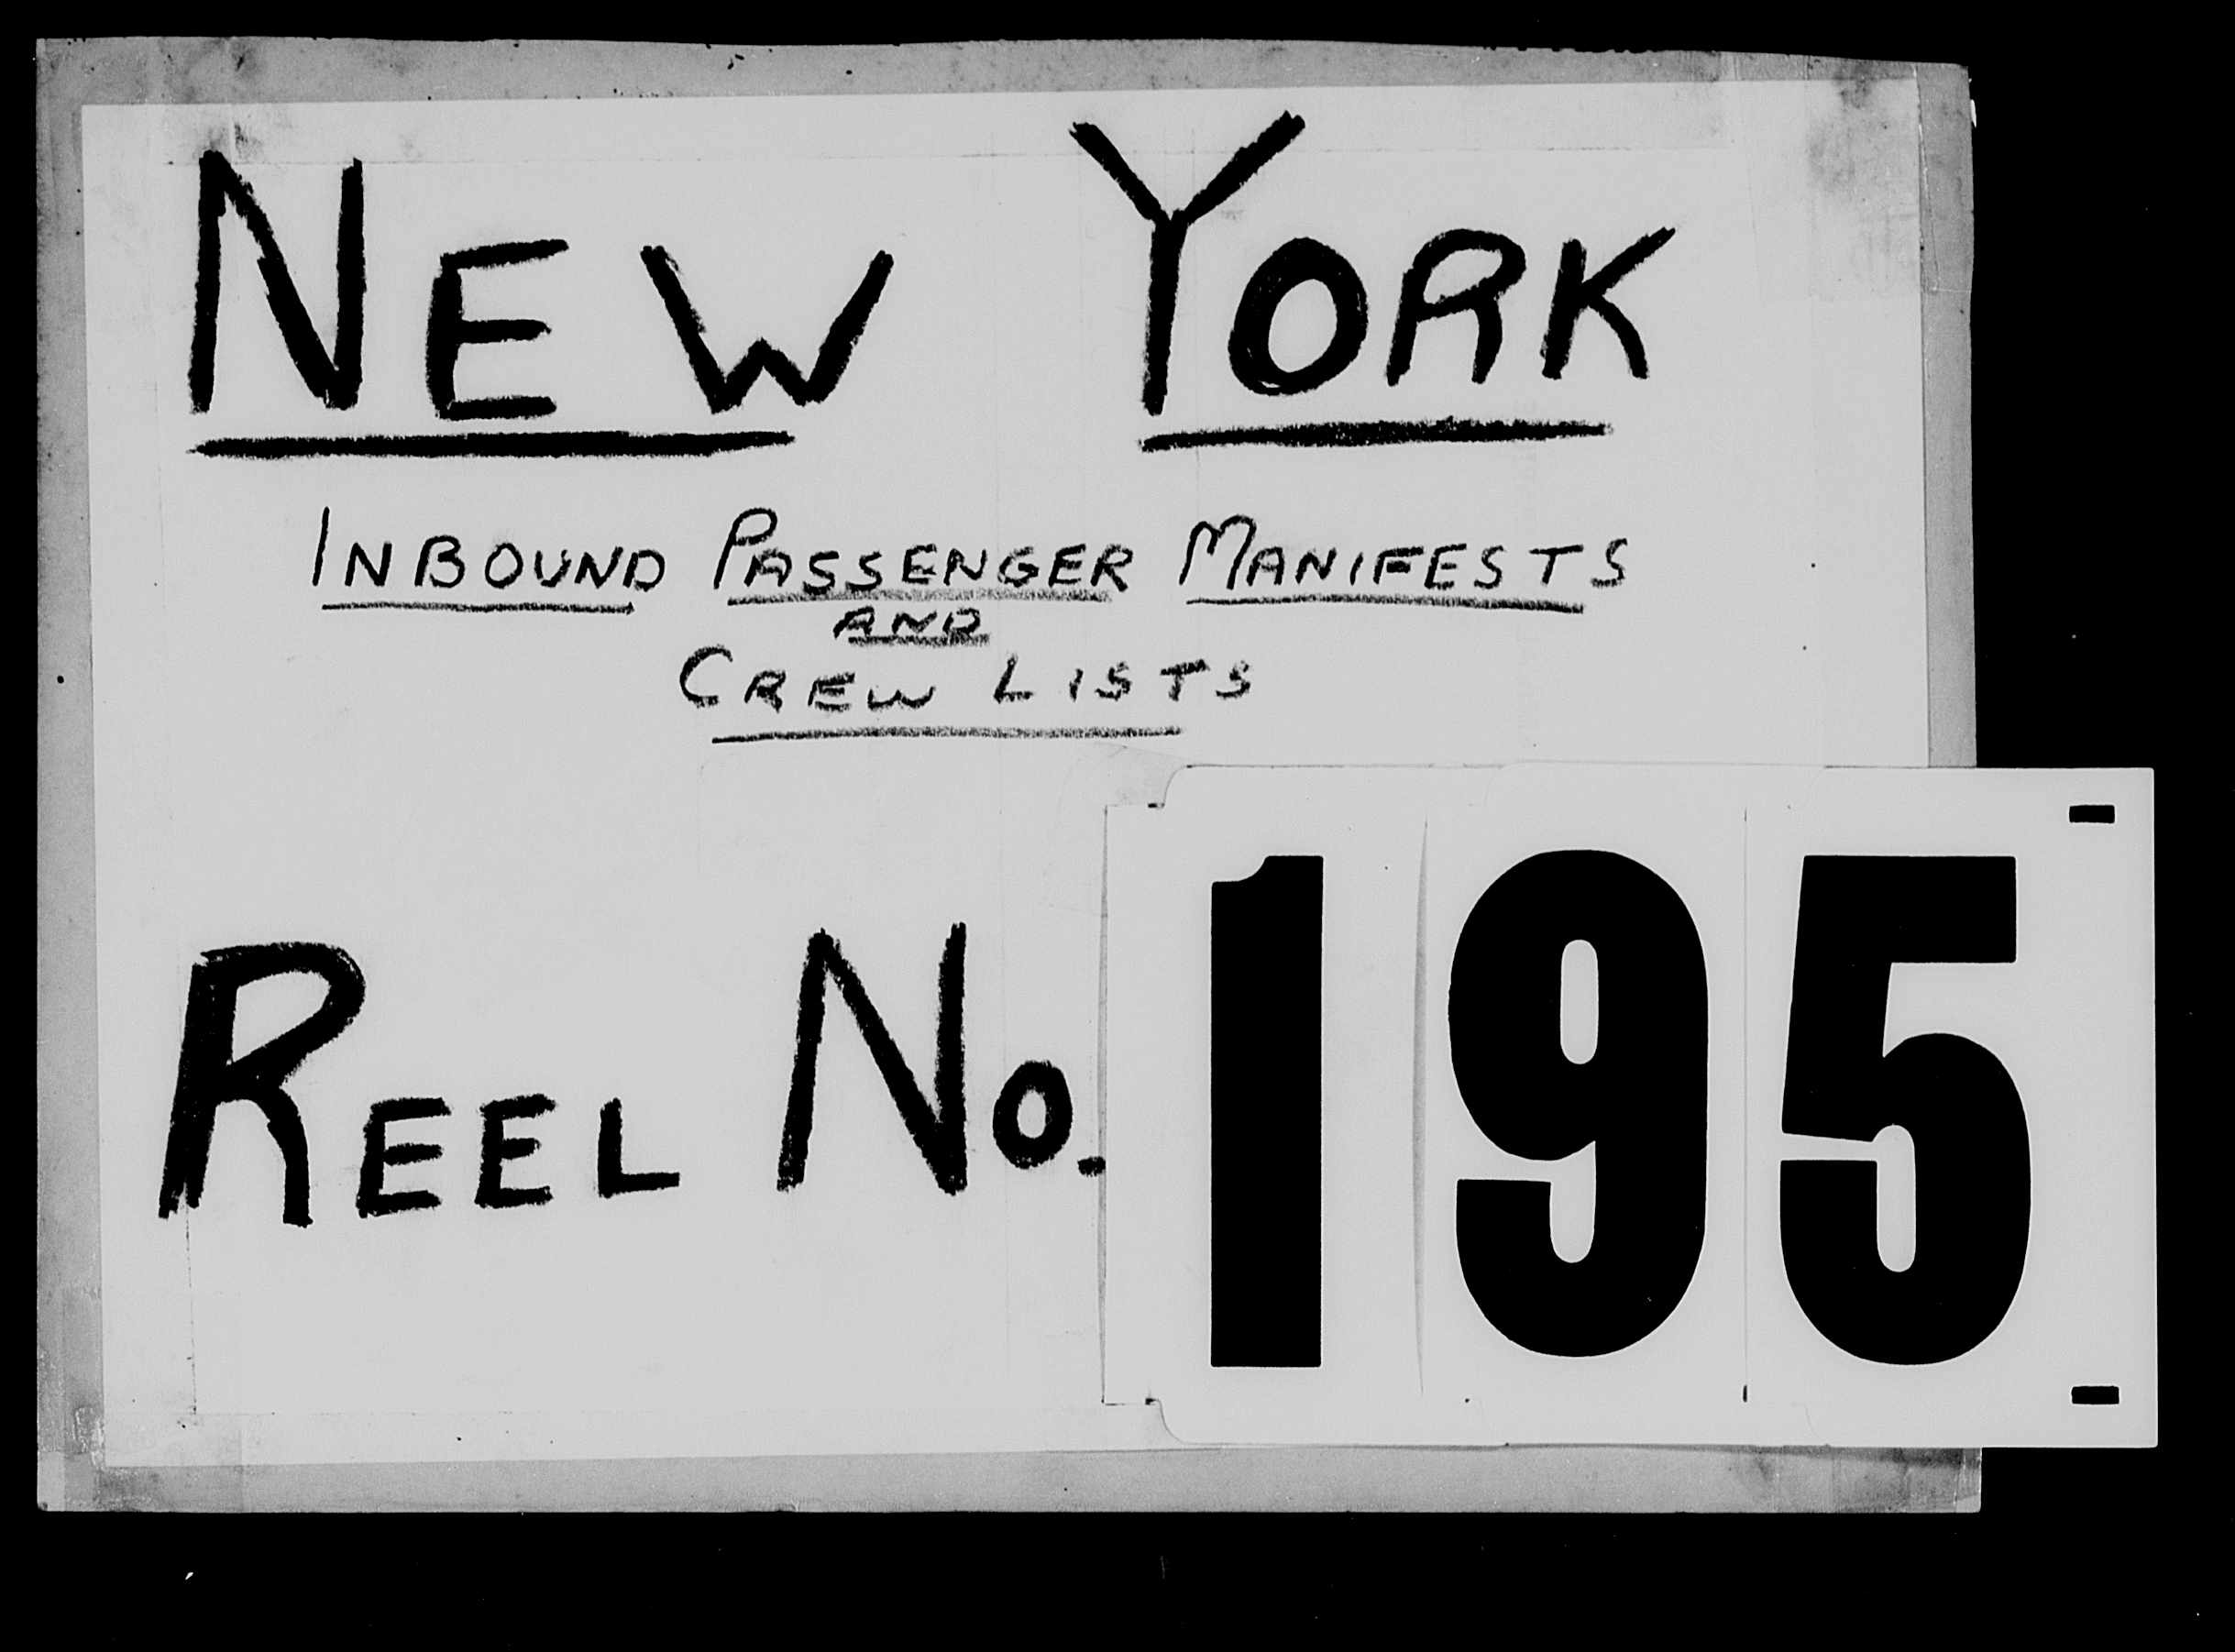 NEW YORK
INBOUND PASSENGER MANIFESTS
AND
CREW LISTS
REEL NO. 195